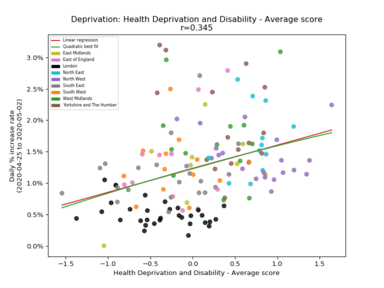 Deprivation: Health Deprivation and Disability - Average score
r=0.345
Daily % increase rate
(2020-04-25 to 2020-05-02)
Linear regression
Quadratic best fit
East Midlands
East of England
London
North East
North West
South East
South West
West Midlands
Yorkshire and The Humber
3.0%
2.5%
2.0%
1.5%
1.0%
0.5%
0.0%
-1.5
-1.0
-0.5
0.0
0.5
1.0
1.5
Health Deprivation and Disability - Average score